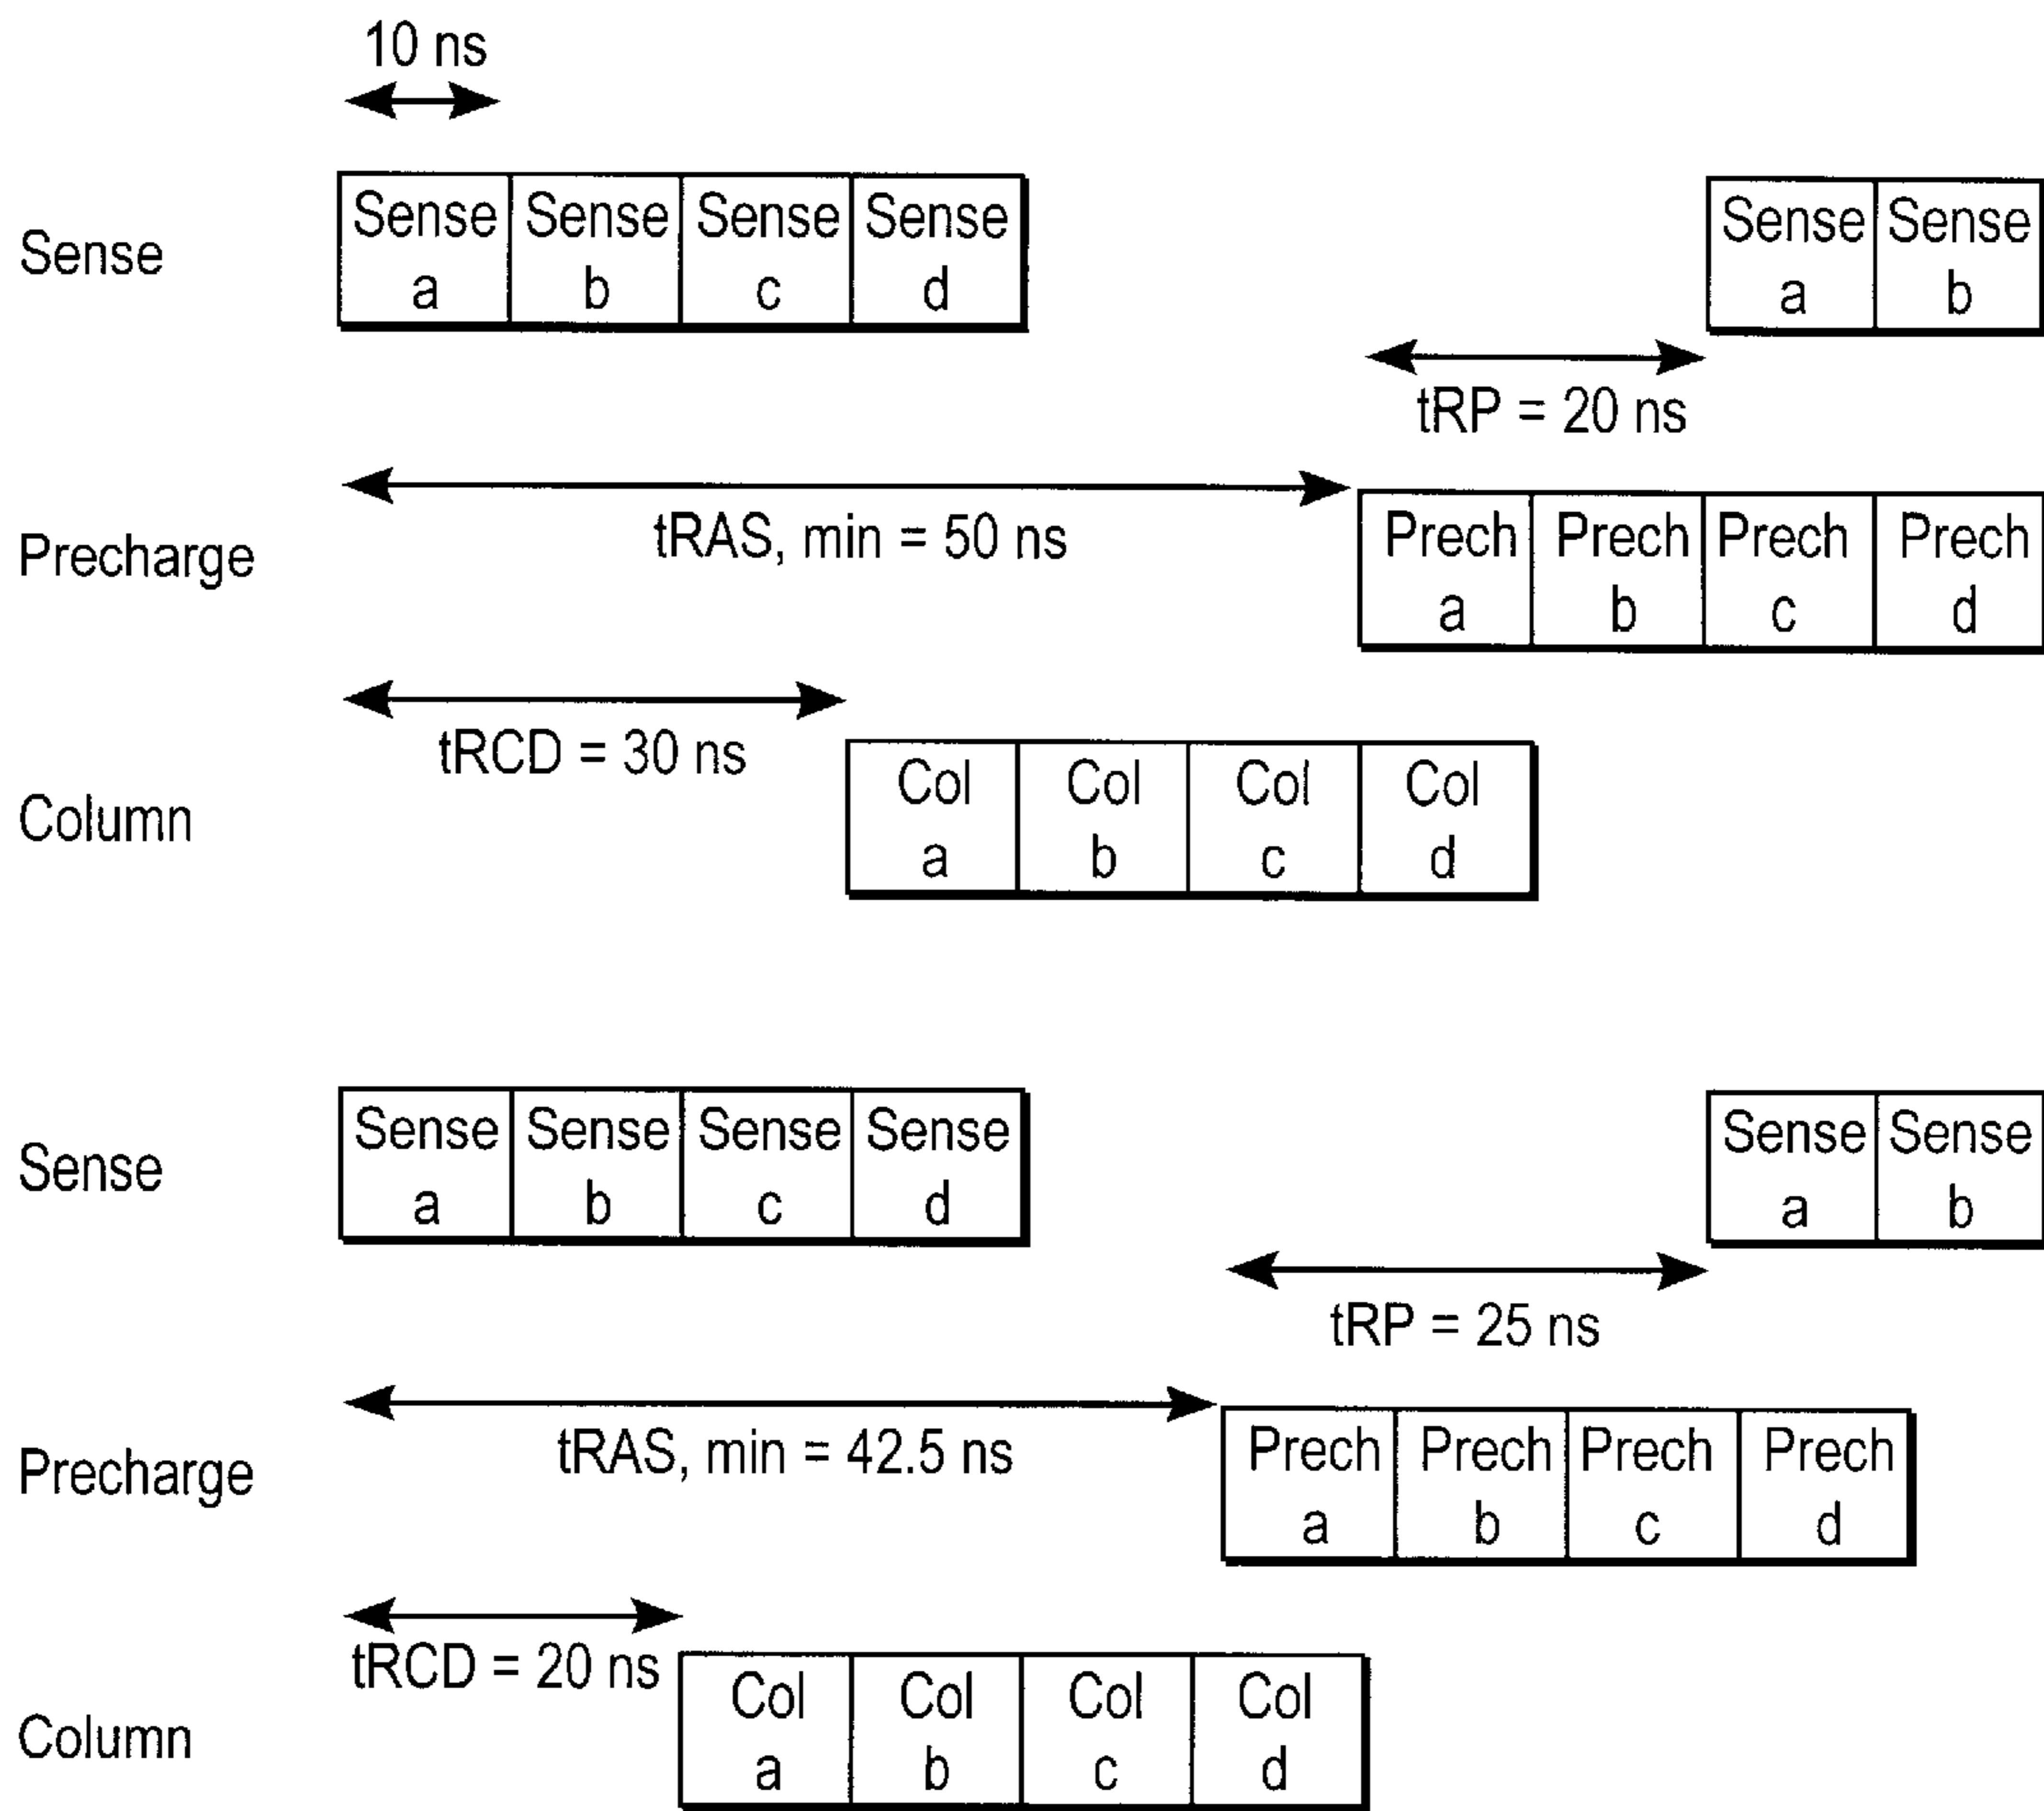 10 ns
Sense
Sense a
Sense b
Sense c
Sense d
Sense a
Sense b
tRP = 20 ns
tRAS, min = 50 ns
Precharge
Prech a
Prech b
Prech c
Prech d
tRCD = 30 ns
Column
Col a
Col b
Col c
Col d
Sense
Sense a
Sense b
Sense c
Sense d
Sense a
Sense b
tRP = 25 ns
tRAS, min = 42.5 ns
Precharge
Prech a
Prech b
Prech c
Prech d
tRCD = 20 ns
Column
Col a
Col b
Col c
Col d